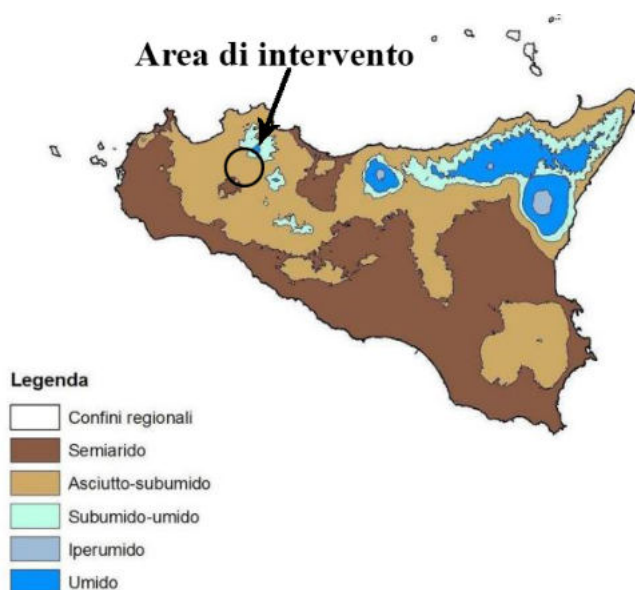 Area di intervento
Legenda
Confini regionali
Semiarido
Asciutto-subumido
Subumido-umido
Iperumido
Umido